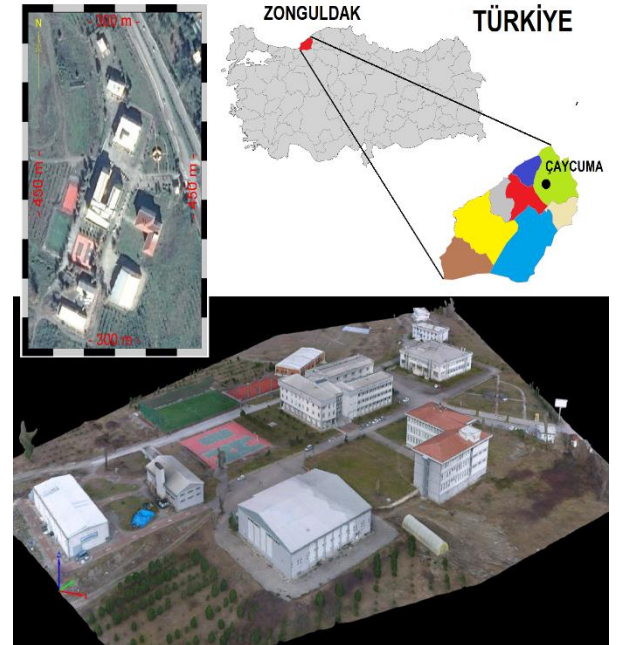 ZONGULDAK
TÜRKİYE
ÇAYCUMA
N
- 300 m -
- 450 m -
- 450 m -
- 300 m -